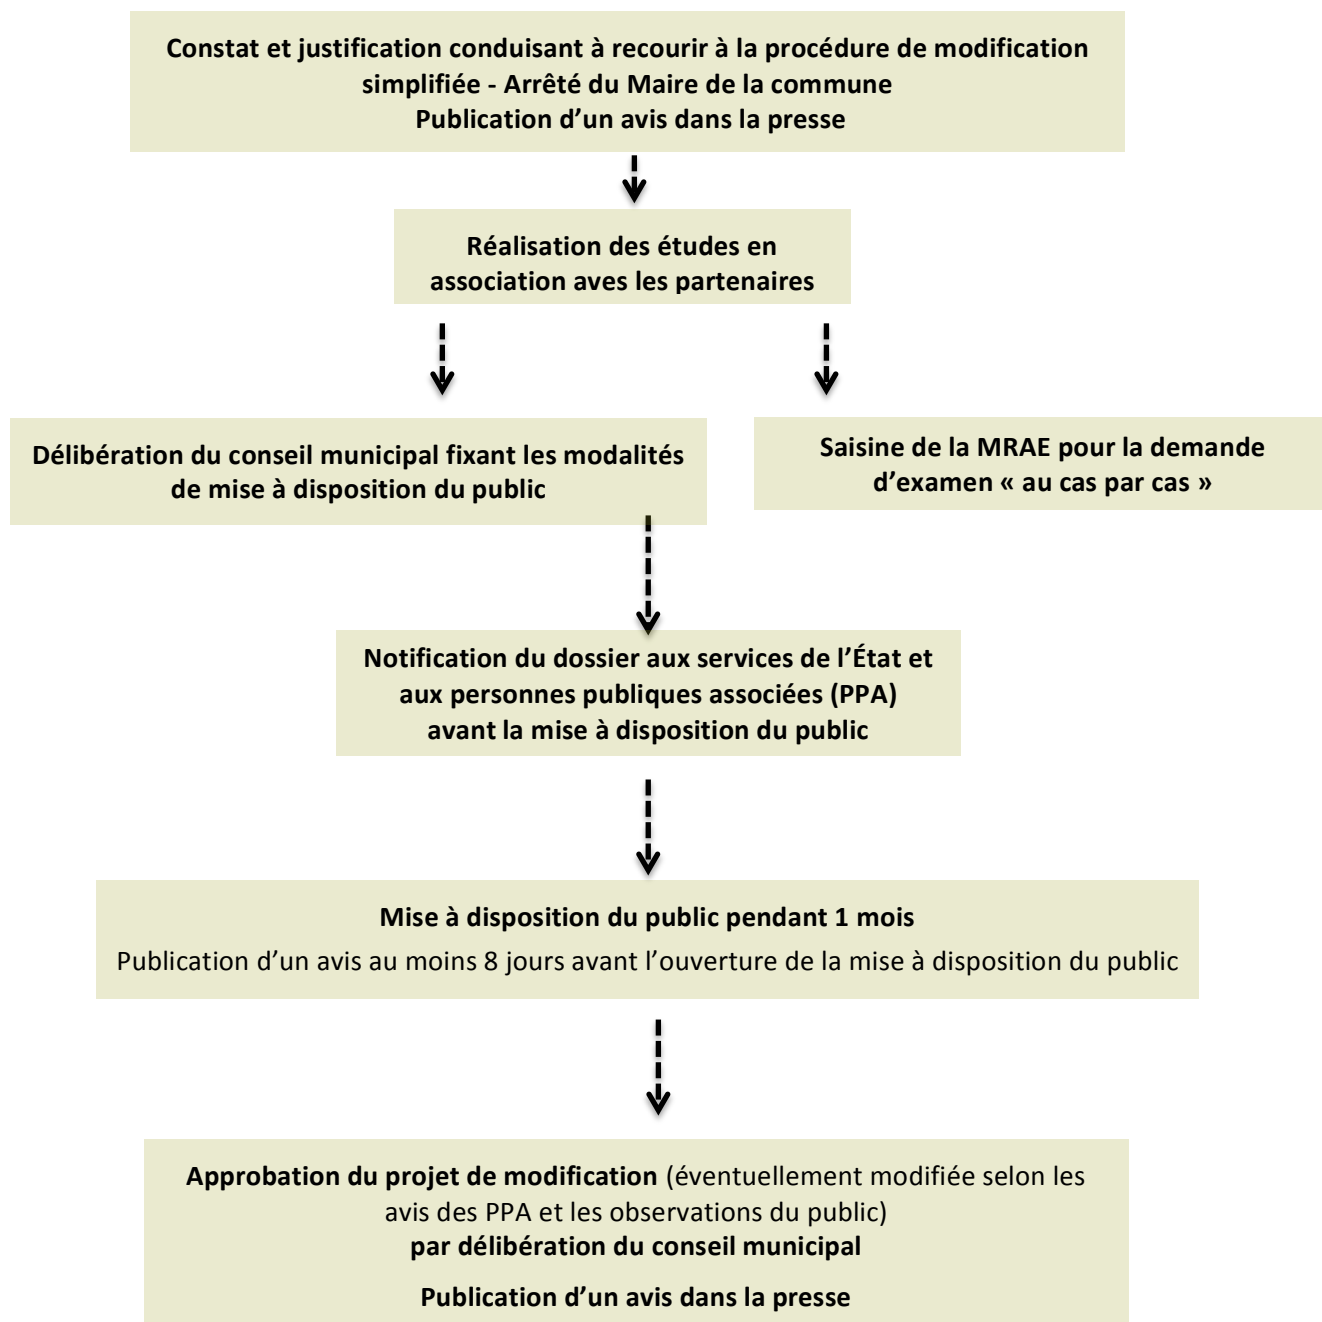 Constat et justification conduisant à recourir à la procédure de modification
simplifiée - Arrêté du Maire de la commune
Publication d’un avis dans la presse
Réalisation des études en
association aves les partenaires
Délibération du conseil municipal fixant les modalités
de mise à disposition du public
Saisine de la MRAE pour la demande
d’examen « au cas par cas »
Notification du dossier aux services de l’État et
aux personnes publiques associées (PPA)
avant la mise à disposition du public
Mise à disposition du public pendant 1 mois
Publication d’un avis au moins 8 jours avant l’ouverture de la mise à disposition du public
Approbation du projet de modification (éventuellement modifiée selon les
avis des PPA et les observations du public)
par délibération du conseil municipal
Publication d’un avis dans la presse